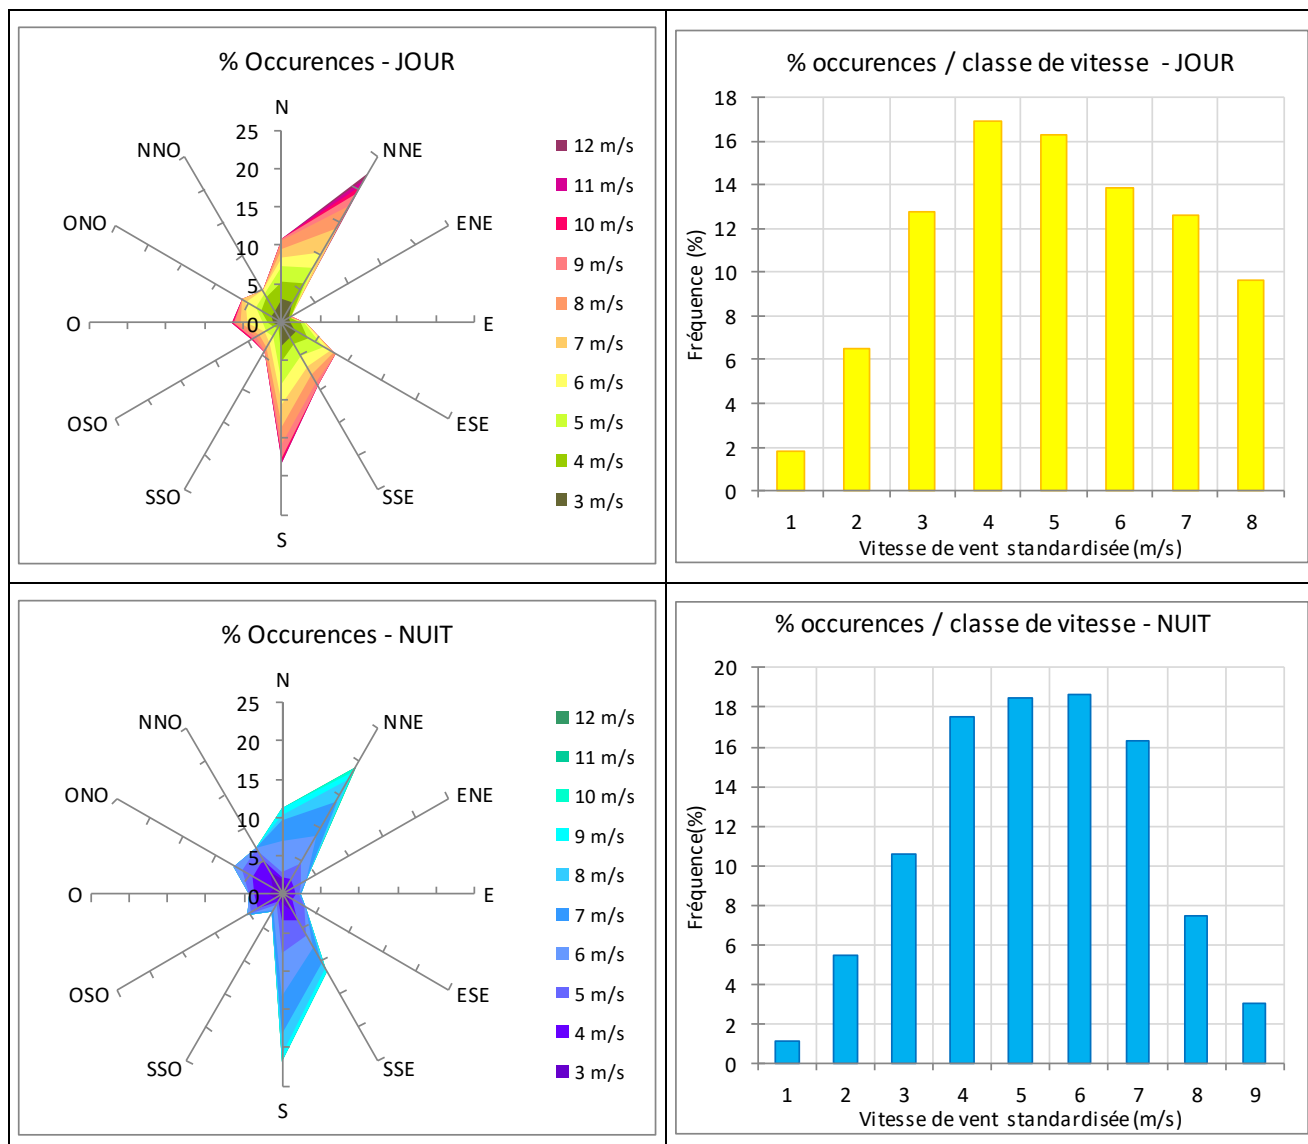 % Occurences - JOUR
N
NNE
ENE
E
ESE
SSE
S
SSO
OSO
O
ONO
NNO
25
20
15
10
5
0
12 m/s
11 m/s
10 m/s
9 m/s
8 m/s
7 m/s
6 m/s
5 m/s
4 m/s
3 m/s
% occurences / classe de vitesse - JOUR
Fréquence (%)
18
16
14
12
10
8
6
4
2
0
1 2 3 4 5 6 7 8
Vitesse de vent standardisée (m/s)
% Occurences - NUIT
N
NNE
ENE
E
ESE
SSE
S
SSO
OSO
O
ONO
NNO
25
20
15
10
5
0
12 m/s
11 m/s
10 m/s
9 m/s
8 m/s
7 m/s
6 m/s
5 m/s
4 m/s
3 m/s
% occurences / classe de vitesse - NUIT
Fréquence(%)
20
18
16
14
12
10
8
6
4
2
0
1 2 3 4 5 6 7 8 9
Vitesse de vent standardisée (m/s)